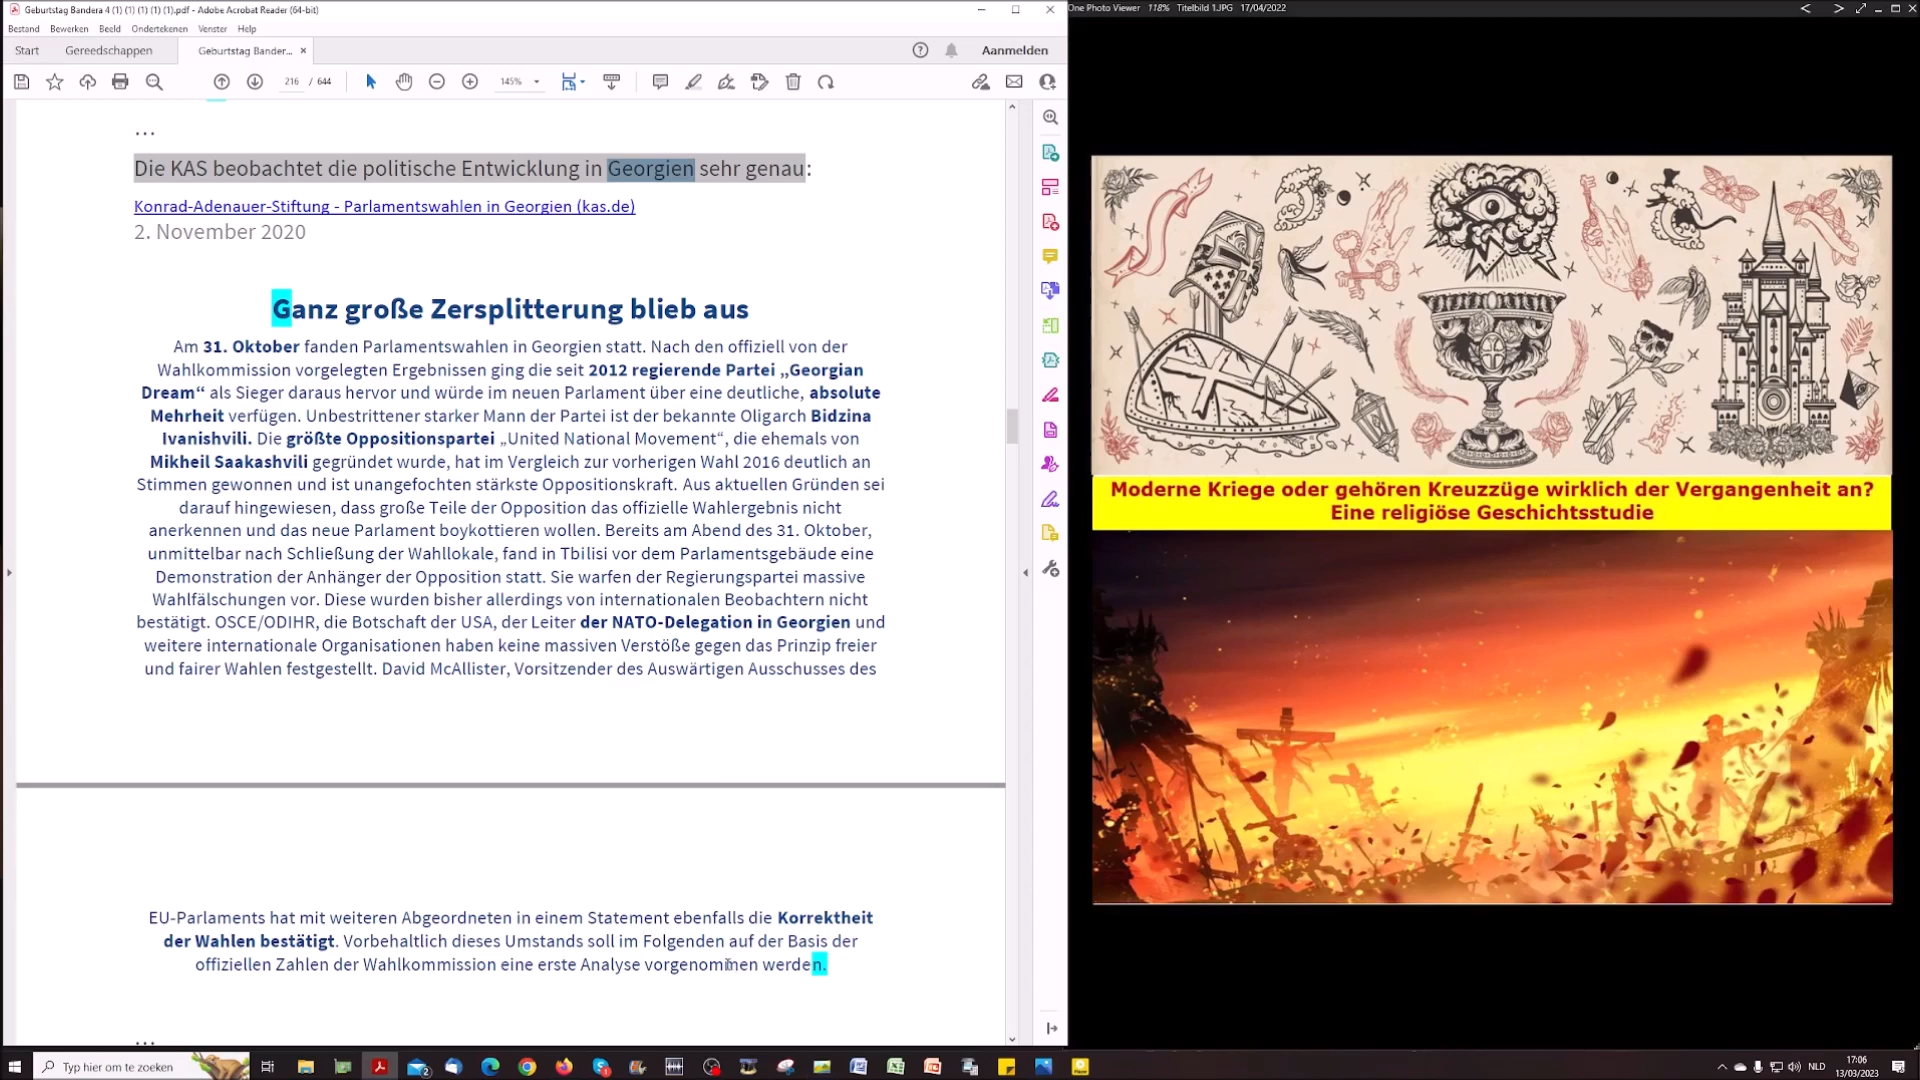 Geburtstag Bandera 4 (1) (1) (1) (1) (1).pdf - Adobe Acrobat Reader (64-bit)
Bestand Bewerken Beeld Ondertekenen Venster Help
Start Gereedschappen Geburtstag Bander... × Aanmelden
216 / 644 145%
...
Die KAS beobachtet die politische Entwicklung in Georgien sehr genau:
Konrad-Adenauer-Stiftung - Parlamentswahlen in Georgien (kas.de)
2. November 2020
Ganz große Zersplitterung blieb aus
Am 31. Oktober fanden Parlamentswahlen in Georgien statt. Nach den offiziell von der
Wahlkommission vorgelegten Ergebnissen ging die seit 2012 regierende Partei „Georgian
Dream“ als Sieger daraus hervor und würde im neuen Parlament über eine deutliche, absolute
Mehrheit verfügen. Unbestrittener starker Mann der Partei ist der bekannte Oligarch Bidzina
Ivanishvili. Die größte Oppositionspartei „United National Movement“, die ehemals von
Mikheil Saakashvili gegründet wurde, hat im Vergleich zur vorherigen Wahl 2016 deutlich an
Stimmen gewonnen und ist unangefochten stärkste Oppositionskraft. Aus aktuellen Gründen sei
darauf hingewiesen, dass große Teile der Opposition das offizielle Wahlergebnis nicht
anerkennen und das neue Parlament boykottieren wollen. Bereits am Abend des 31. Oktober,
unmittelbar nach Schließung der Wahllokale, fand in Tbilisi vor dem Parlamentsgebäude eine
Demonstration der Anhänger der Opposition statt. Sie warfen der Regierungspartei massive
Wahlfälschungen vor. Diese wurden bisher allerdings von internationalen Beobachtern nicht
bestätigt. OSCE/ODIHR, die Botschaft der USA, der Leiter der NATO-Delegation in Georgien und
weitere internationale Organisationen haben keine massiven Verstöße gegen das Prinzip freier
und fairer Wahlen festgestellt. David McAllister, Vorsitzender des Auswärtigen Ausschusses des
EU-Parlaments hat mit weiteren Abgeordneten in einem Statement ebenfalls die Korrektheit
der Wahlen bestätigt. Vorbehaltlich dieses Umstands soll im Folgenden auf der Basis der
offiziellen Zahlen der Wahlkommission eine erste Analyse vorgenommen werden.
...
One Photo Viewer 118% Titelbild 1.JPG 17/04/2022
Moderne Kriege oder gehören Kreuzzüge wirklich der Vergangenheit an?
Eine religiöse Geschichtsstudie
Typ hier om te zoeken
NLD
17:06
13/03/2023